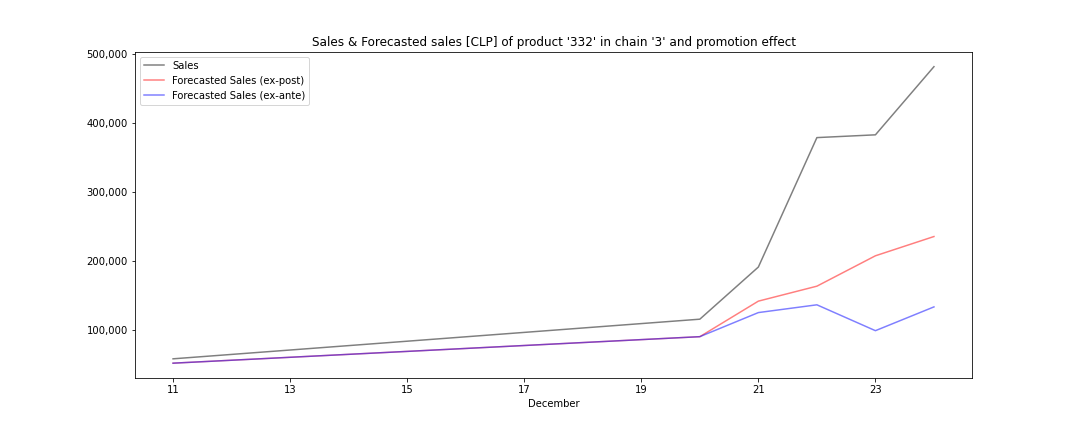 Sales & Forecasted sales [CLP] of product '332' in chain '3' and promotion effect
500,000
400,000
300,000
200,000
100,000
Sales
Forecasted Sales (ex-post)
Forecasted Sales (ex-ante)
11 13 15 17 19 21 23
December